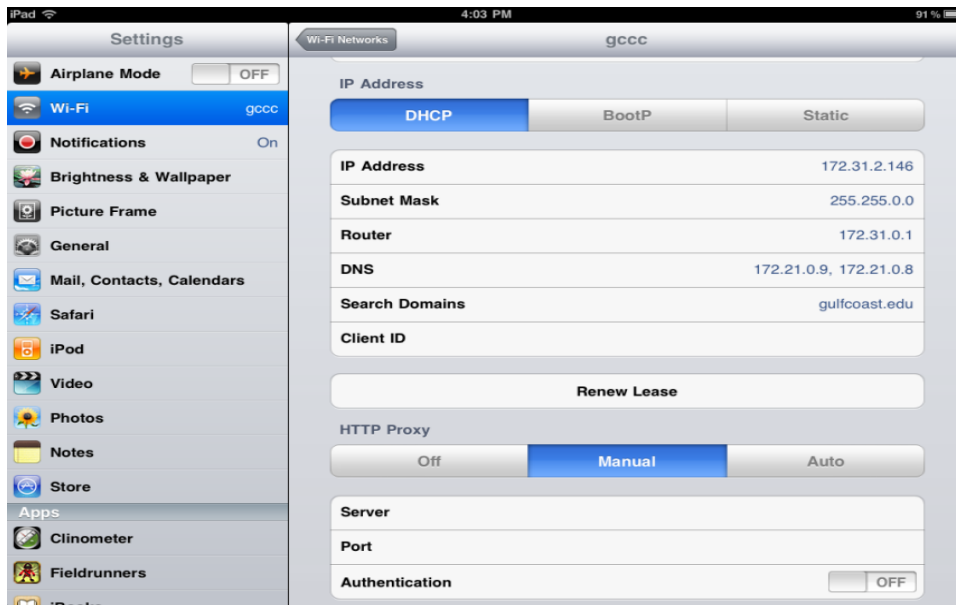 iPad 4:03 PM 91 %
Settings
Airplane Mode OFF
Wi-Fi gccc
Notifications On
Brightness & Wallpaper
Picture Frame
General
Mail, Contacts, Calendars
Safari
iPod
Video
Photos
Notes
Store
Apps
Clinometer
Fieldrunners
iBooks
Wi-Fi Networks gccc
IP Address
DHCP BootP Static
IP Address 172.31.2.146
Subnet Mask 255.255.0.0
Router 172.31.0.1
DNS 172.21.0.9, 172.21.0.8
Search Domains gulfcoast.edu
Client ID
Renew Lease
HTTP Proxy
Off Manual Auto
Server
Port
Authentication OFF